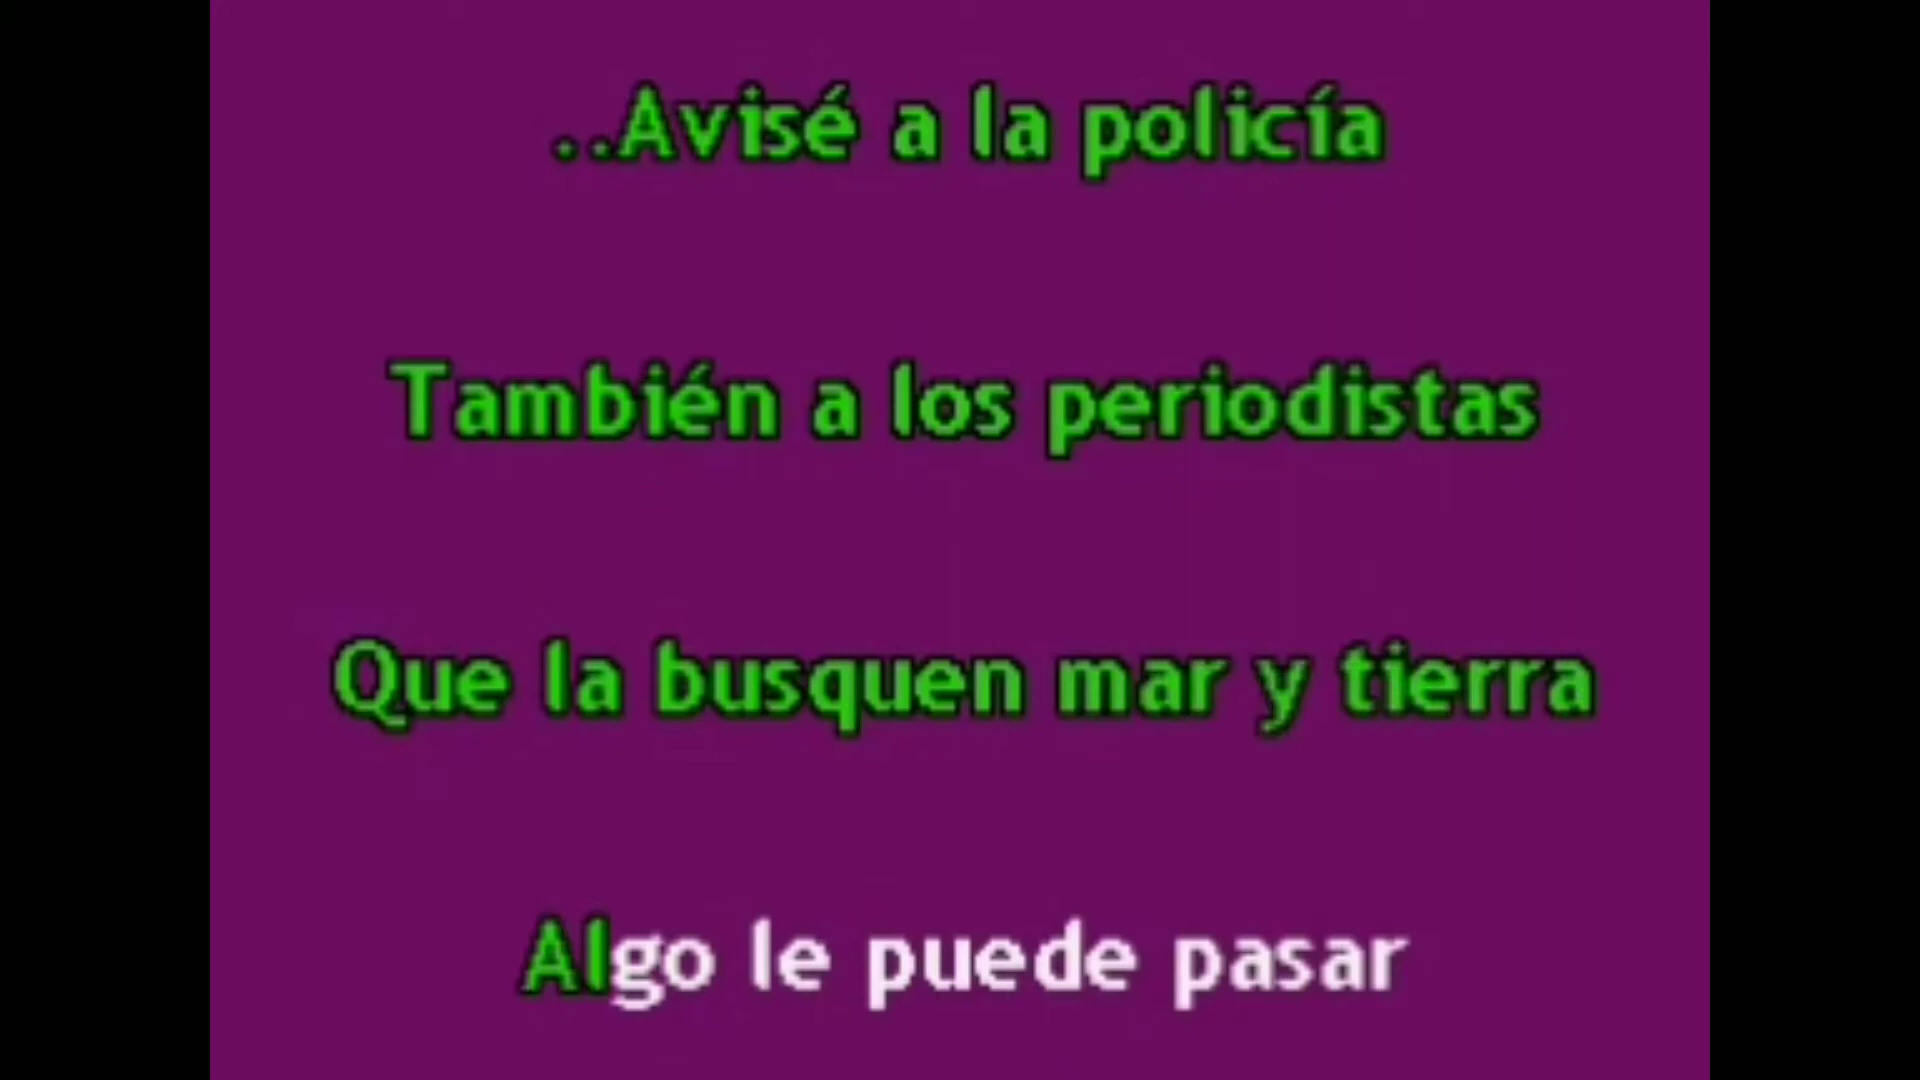 ..Avisé a la policía
También a los periodistas
Que la busquen mar y tierra
Algo le puede pasar